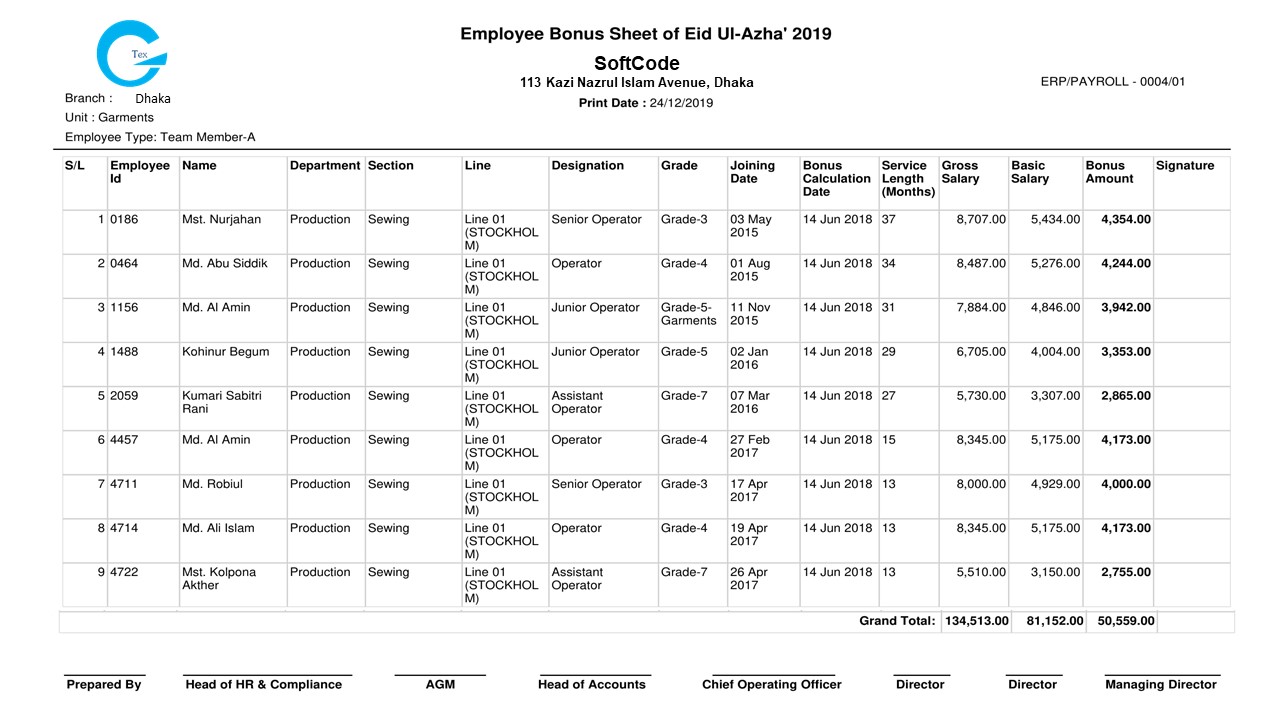 Tex
Employee Bonus Sheet of Eid Ul-Azha' 2019
SoftCode
113 Kazi Nazrul Islam Avenue, Dhaka
ERP/PAYROLL - 0004/01
Print Date : 24/12/2019
Branch : Dhaka
Unit : Garments
Employee Type: Team Member-A
S/L Employee Id Name Department Section Line Designation Grade Joining Date Bonus Calculation Date Service Length (Months) Gross Salary Basic Salary Bonus Amount Signature
1 0186 Mst. Nurjahan Production Sewing Line 01 (STOCKHOLM) Senior Operator Grade-3 03 May 2015 14 Jun 2018 37 8,707.00 5,434.00 4,354.00
2 0464 Md. Abu Siddik Production Sewing Line 01 (STOCKHOLM) Operator Grade-4 01 Aug 2015 14 Jun 2018 34 8,487.00 5,276.00 4,244.00
3 1156 Md. Al Amin Production Sewing Line 01 (STOCKHOLM) Junior Operator Grade-5-Garments 11 Nov 2015 14 Jun 2018 31 7,884.00 4,846.00 3,942.00
4 1488 Kohinur Begum Production Sewing Line 01 (STOCKHOLM) Junior Operator Grade-5 02 Jan 2016 14 Jun 2018 29 6,705.00 4,004.00 3,353.00
5 2059 Kumari Sabitri Rani Production Sewing Line 01 (STOCKHOLM) Assistant Operator Grade-7 07 Mar 2016 14 Jun 2018 27 5,730.00 3,307.00 2,865.00
6 4457 Md. Al Amin Production Sewing Line 01 (STOCKHOLM) Operator Grade-4 27 Feb 2017 14 Jun 2018 15 8,345.00 5,175.00 4,173.00
7 4711 Md. Robiul Production Sewing Line 01 (STOCKHOLM) Senior Operator Grade-3 17 Apr 2017 14 Jun 2018 13 8,000.00 4,929.00 4,000.00
8 4714 Md. Ali Islam Production Sewing Line 01 (STOCKHOLM) Operator Grade-4 19 Apr 2017 14 Jun 2018 13 8,345.00 5,175.00 4,173.00
9 4722 Mst. Kolpona Akther Production Sewing Line 01 (STOCKHOLM) Assistant Operator Grade-7 26 Apr 2017 14 Jun 2018 13 5,510.00 3,150.00 2,755.00
Grand Total: 134,513.00 81,152.00 50,559.00
Prepared By Head of HR & Compliance AGM Head of Accounts Chief Operating Officer Director Director Managing Director